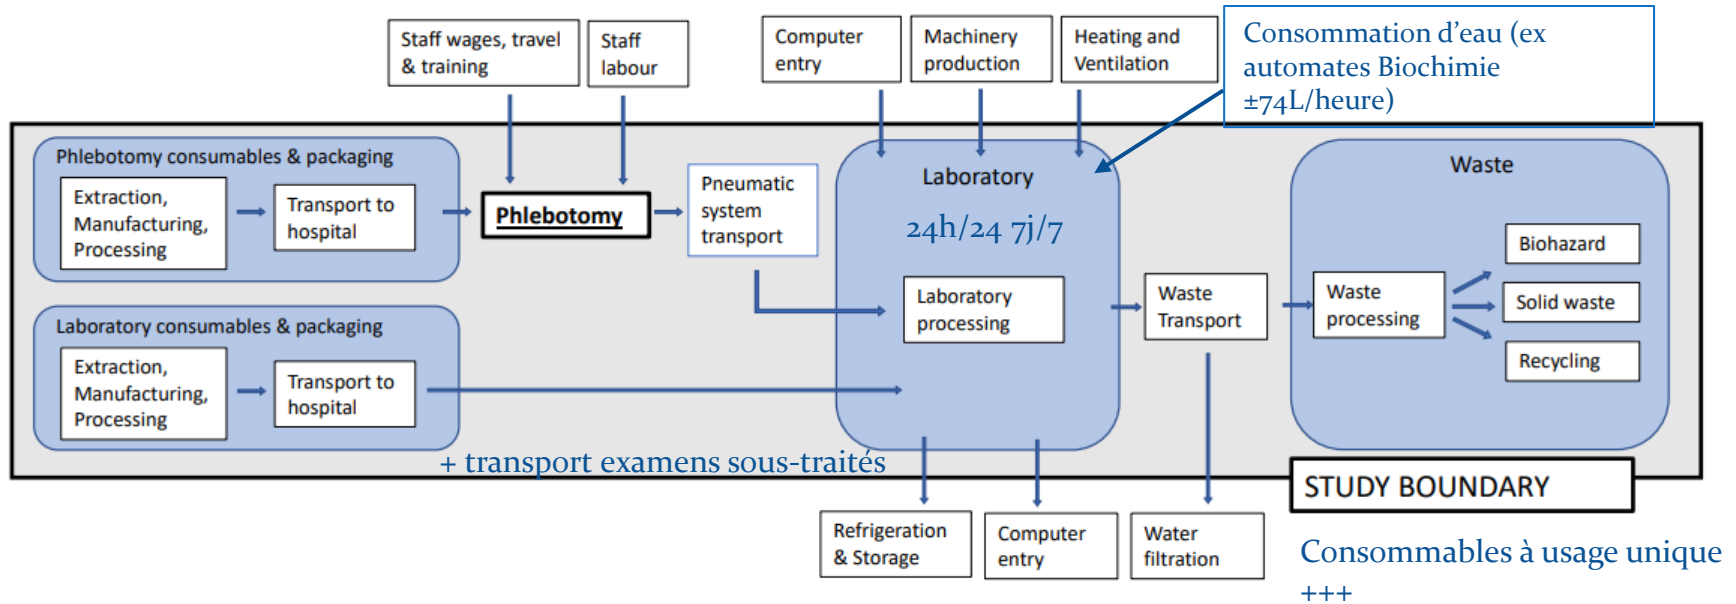 Staff wages, travel
& training
Staff
labour
Computer
entry
Machinery
production
Heating and
Ventilation
Consommation d’eau (ex
automates Biochimie
±74L/heure)
Phlebotomy consumables & packaging
Extraction,
Manufacturing,
Processing
Transport to
hospital
Phlebotomy
Pneumatic
system
transport
Laboratory
24h/24 7j/7
Laboratory
processing
Waste
Transport
Waste
Waste
processing
Biohazard
Solid waste
Recycling
Laboratory consumables & packaging
Extraction,
Manufacturing,
Processing
Transport to
hospital
+ transport examens sous-traités
STUDY BOUNDARY
Refrigeration
& Storage
Computer
entry
Water
filtration
Consommables à usage unique
+++